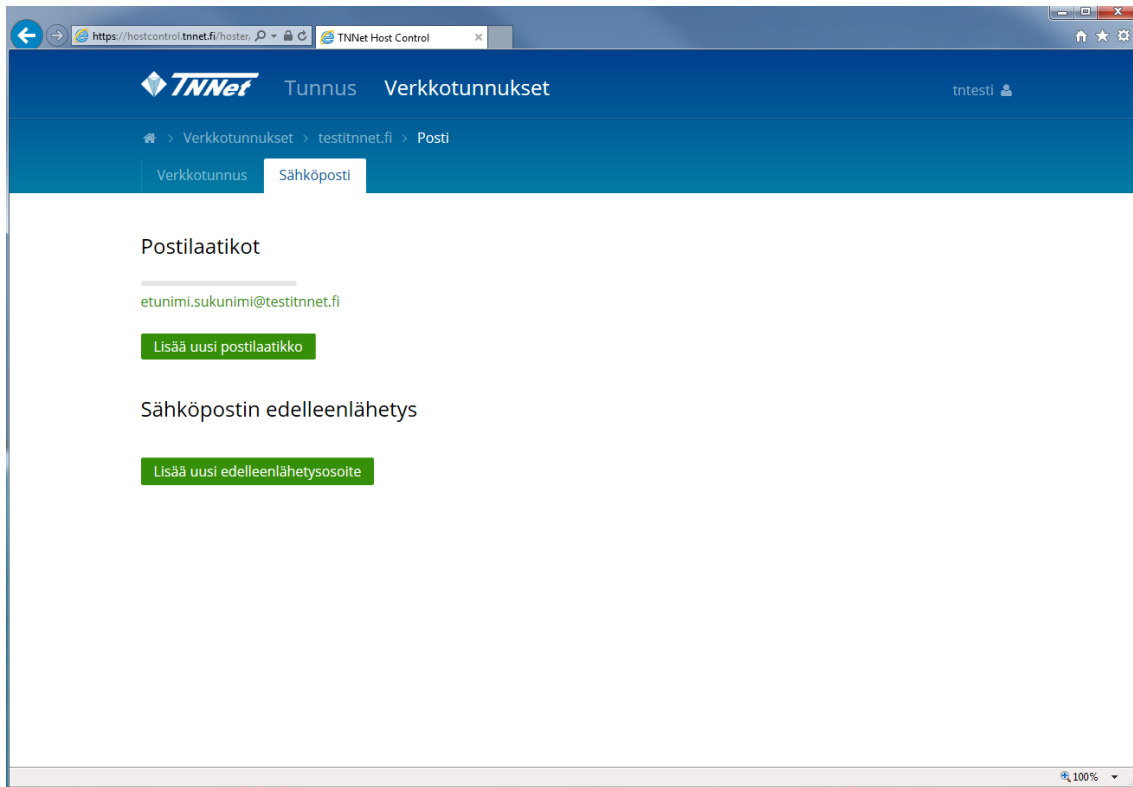 https://hostcontrol.tnnet.fi/hoster, TNNet Host Control
TNNet Tunnus Verkkotunnukset tntesti
> Verkkotunnukset > testitnnet.fi > Posti
Verkkotunnus Sähköposti
Postilaatikot
etunimi.sukunimi@testitnnet.fi
Lisää uusi postilaatikko
Sähköpostin edelleenlähetys
Lisää uusi edelleenlähetysosoite
100%